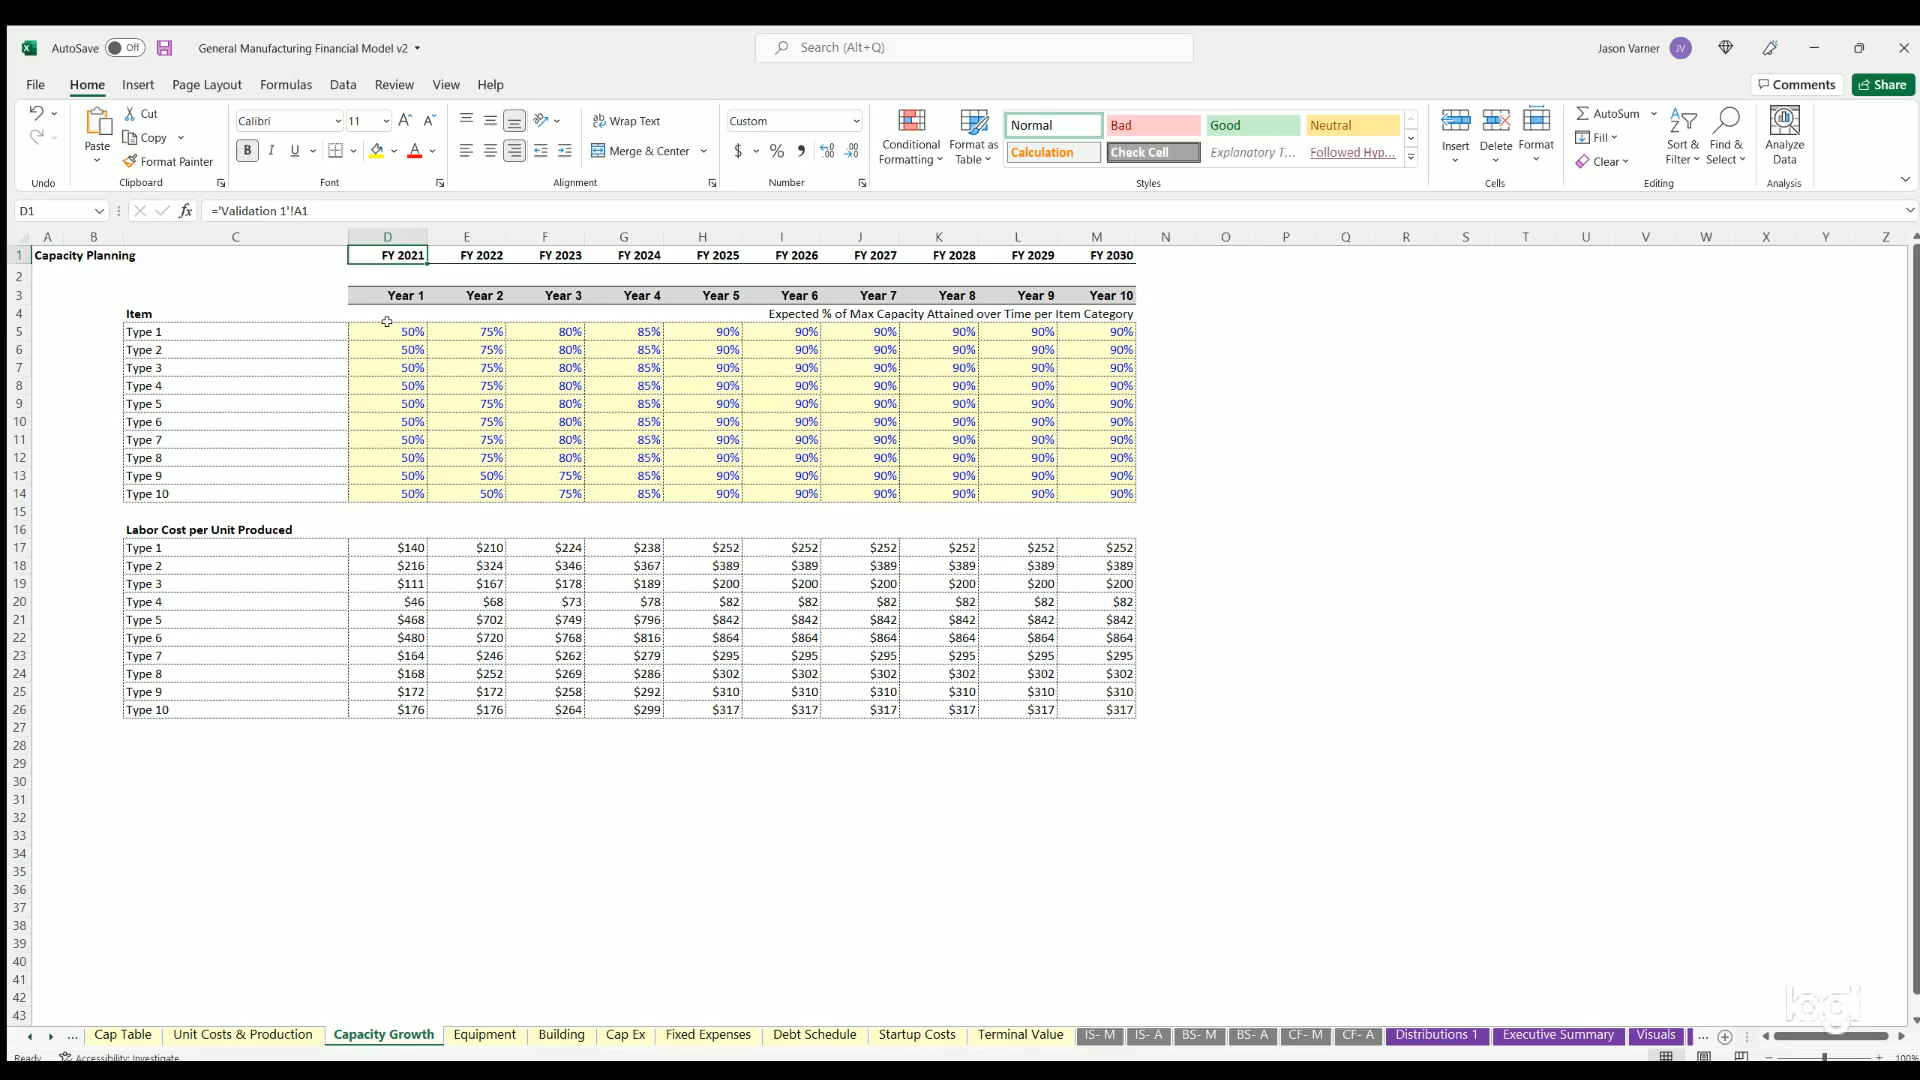 AutoSave Off General Manufacturing Financial Model v2 Search (Alt+Q) Jason Varner JV
File Home Insert Page Layout Formulas Data Review View Help Comments Share
Cut Calibri 11 Wrap Text Custom Normal Bad Good Neutral AutoSum
Paste Copy Conditional Formatting Format as Table Insert Delete Format Fill Sort & Filter Find & Select Analyze Data
Format Painter B I U A Merge & Center $ % Calculation Check Cell Explanatory T... Followed Hyp... Clear
Undo Clipboard Font Alignment Number Styles Cells Editing Analysis
D1 fx ='Validation 1'!A1
A B C D E F G H I J K L M N O P Q R S T U V W X Y Z
1 Capacity Planning FY 2021 FY 2022 FY 2023 FY 2024 FY 2025 FY 2026 FY 2027 FY 2028 FY 2029 FY 2030
2
3 Year 1 Year 2 Year 3 Year 4 Year 5 Year 6 Year 7 Year 8 Year 9 Year 10
4 Item Expected % of Max Capacity Attained over Time per Item Category
5 Type 1 50% 75% 80% 85% 90% 90% 90% 90% 90% 90%
6 Type 2 50% 75% 80% 85% 90% 90% 90% 90% 90% 90%
7 Type 3 50% 75% 80% 85% 90% 90% 90% 90% 90% 90%
8 Type 4 50% 75% 80% 85% 90% 90% 90% 90% 90% 90%
9 Type 5 50% 75% 80% 85% 90% 90% 90% 90% 90% 90%
10 Type 6 50% 75% 80% 85% 90% 90% 90% 90% 90% 90%
11 Type 7 50% 75% 80% 85% 90% 90% 90% 90% 90% 90%
12 Type 8 50% 75% 80% 85% 90% 90% 90% 90% 90% 90%
13 Type 9 50% 50% 75% 85% 90% 90% 90% 90% 90% 90%
14 Type 10 50% 50% 75% 85% 90% 90% 90% 90% 90% 90%
15
16 Labor Cost per Unit Produced
17 Type 1 $140 $210 $224 $238 $252 $252 $252 $252 $252 $252
18 Type 2 $216 $324 $346 $367 $389 $389 $389 $389 $389 $389
19 Type 3 $111 $167 $178 $189 $200 $200 $200 $200 $200 $200
20 Type 4 $46 $68 $73 $78 $82 $82 $82 $82 $82 $82
21 Type 5 $468 $702 $749 $796 $842 $842 $842 $842 $842 $842
22 Type 6 $480 $720 $768 $816 $864 $864 $864 $864 $864 $864
23 Type 7 $164 $246 $262 $279 $295 $295 $295 $295 $295 $295
24 Type 8 $168 $252 $269 $286 $302 $302 $302 $302 $302 $302
25 Type 9 $172 $172 $258 $292 $310 $310 $310 $310 $310 $310
26 Type 10 $176 $176 $264 $299 $317 $317 $317 $317 $317 $317
27
28
29
30
31
32
33
34
35
36
37
38
39
40
41
42
43
logi
... Cap Table Unit Costs & Production Capacity Growth Equipment Building Cap Ex Fixed Expenses Debt Schedule Startup Costs Terminal Value IS- M IS- A BS- M BS- A CF- M CF- A Distributions 1 Executive Summary Visuals ...
Ready Accessibility: Investigate 100%